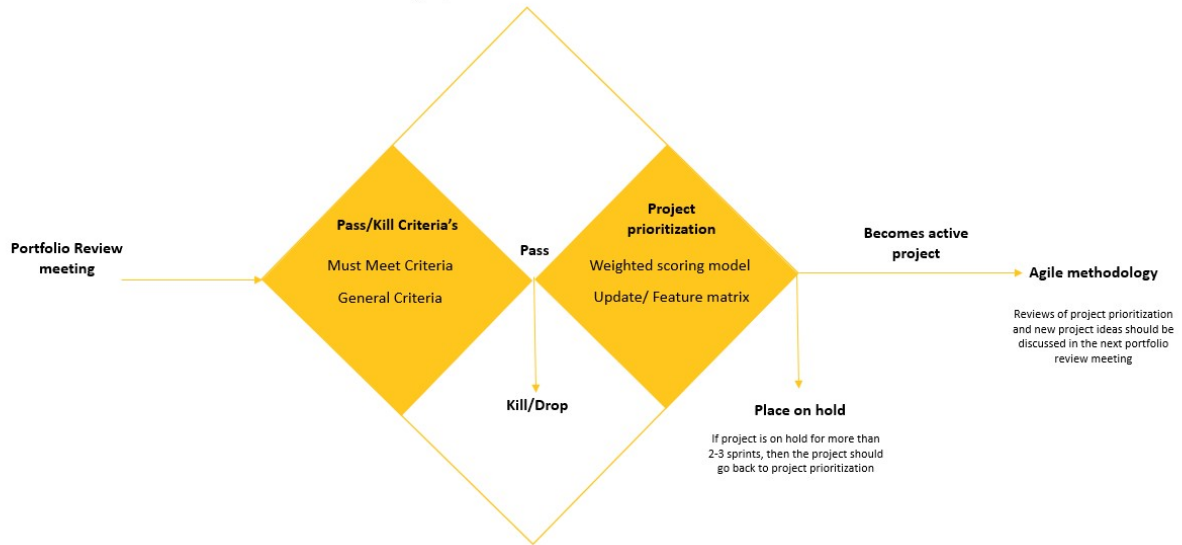 Portfolio Review
meeting
Pass/Kill Criteria's
Must Meet Criteria
General Criteria
Pass
Kill/Drop
Project
prioritization
Weighted scoring model
Update/ Feature matrix
Becomes active
project
Place on hold
If project is on hold for more than
2-3 sprints, then the project should
go back to project prioritization
Agile methodology
Reviews of project prioritization
and new project ideas should be
discussed in the next portfolio
review meeting